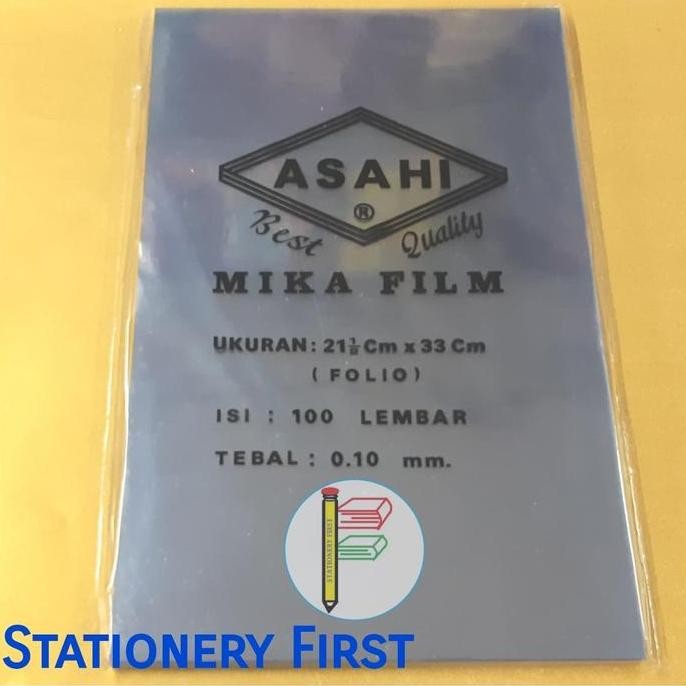 ASAHI
®
Best Quality
MIKA FILM
UKURAN: 21½ Cm x 33 Cm
( FOLIO )
ISI : 100 LEMBAR
TEBAL : 0.10 mm.
STATIONERY FIRST
STATIONERY FIRST